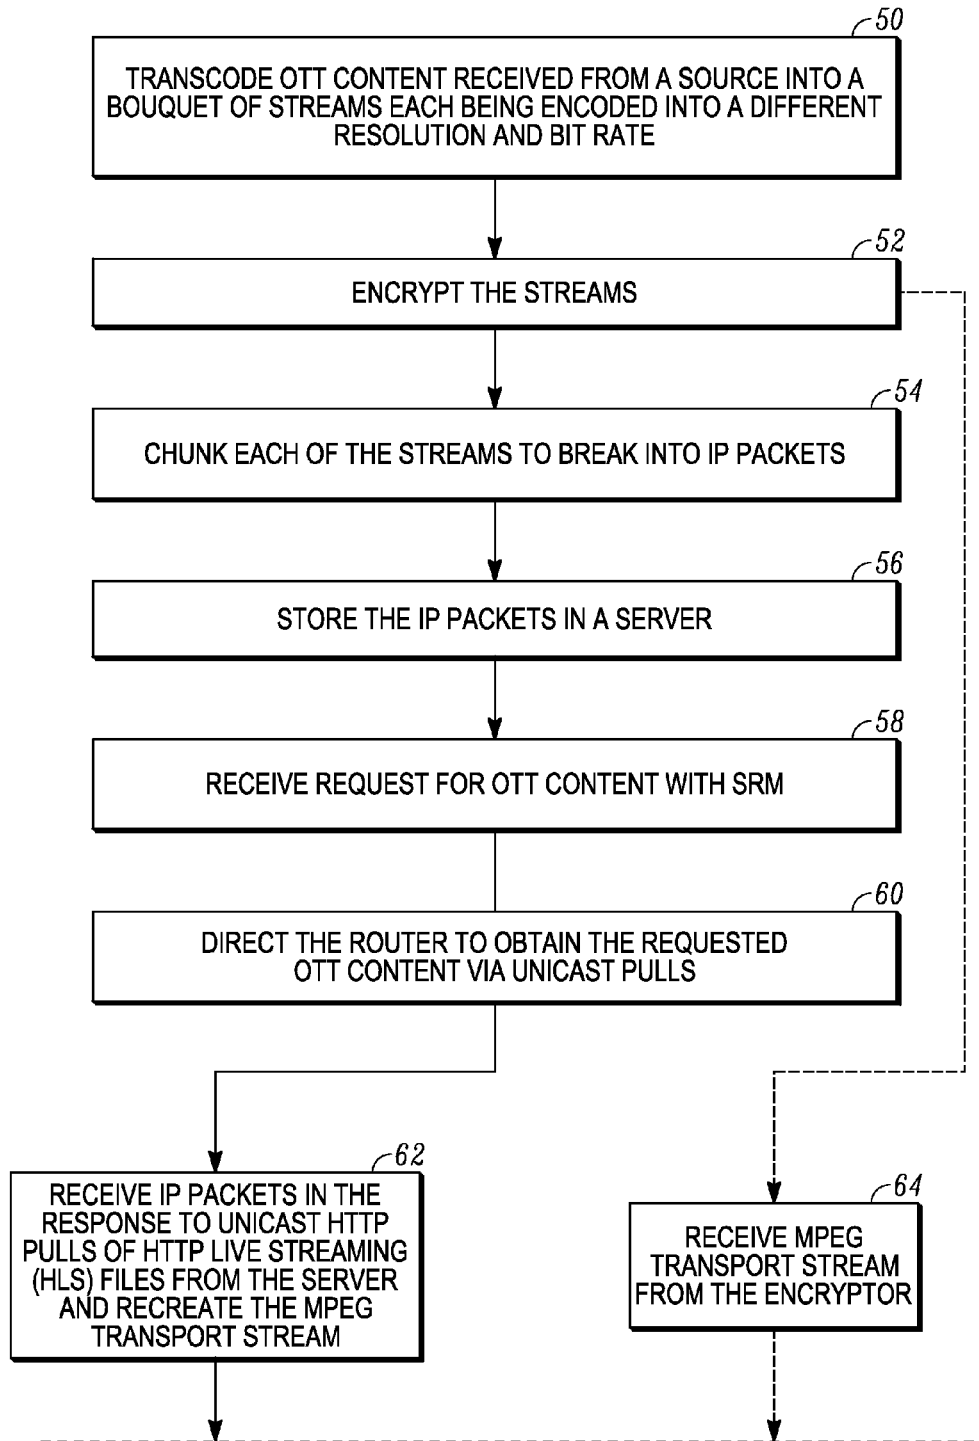 50
TRANSCODE OTT CONTENT RECEIVED FROM A SOURCE INTO A
BOUQUET OF STREAMS EACH BEING ENCODED INTO A DIFFERENT
RESOLUTION AND BIT RATE
52
ENCRYPT THE STREAMS
54
CHUNK EACH OF THE STREAMS TO BREAK INTO IP PACKETS
56
STORE THE IP PACKETS IN A SERVER
58
RECEIVE REQUEST FOR OTT CONTENT WITH SRM
60
DIRECT THE ROUTER TO OBTAIN THE REQUESTED
OTT CONTENT VIA UNICAST PULLS
62
RECEIVE IP PACKETS IN THE
RESPONSE TO UNICAST HTTP
PULLS OF HTTP LIVE STREAMING
(HLS) FILES FROM THE SERVER
AND RECREATE THE MPEG
TRANSPORT STREAM
64
RECEIVE MPEG
TRANSPORT STREAM
FROM THE ENCRYPTOR